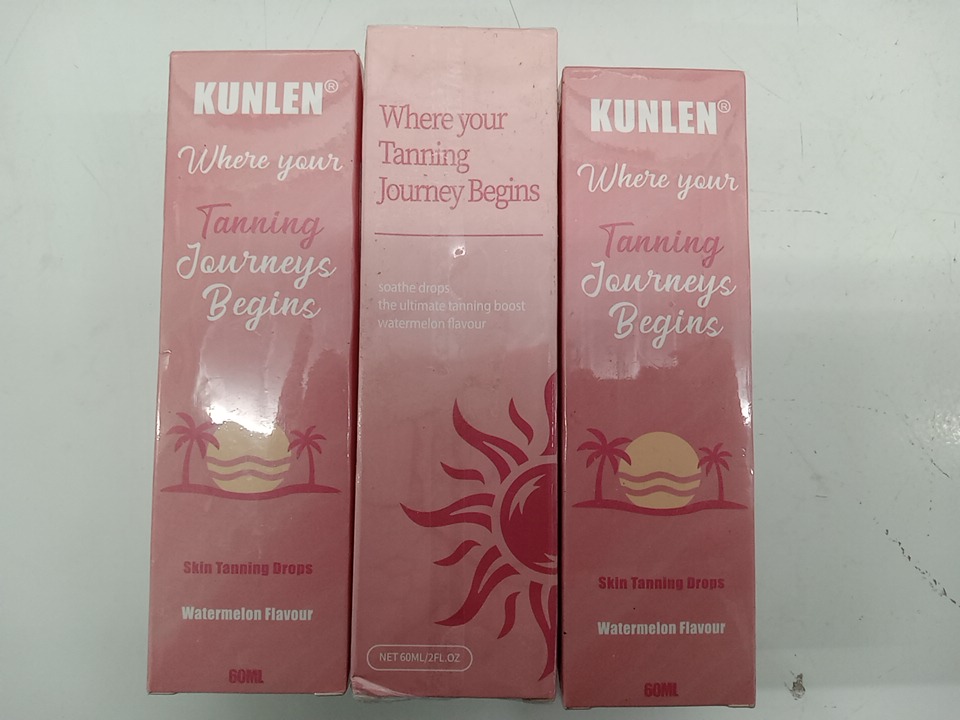 KUNLEN®
Where your
Tanning
Journeys
Begins
Skin Tanning Drops
Watermelon Flavour
60ML
Where your
Tanning
Journey Begins
soathe drops
the ultimate tanning boost
watermelon flavour
NET 60ML/2FL.OZ
KUNLEN®
Where your
Tanning
Journeys
Begins
Skin Tanning Drops
Watermelon Flavour
60ML